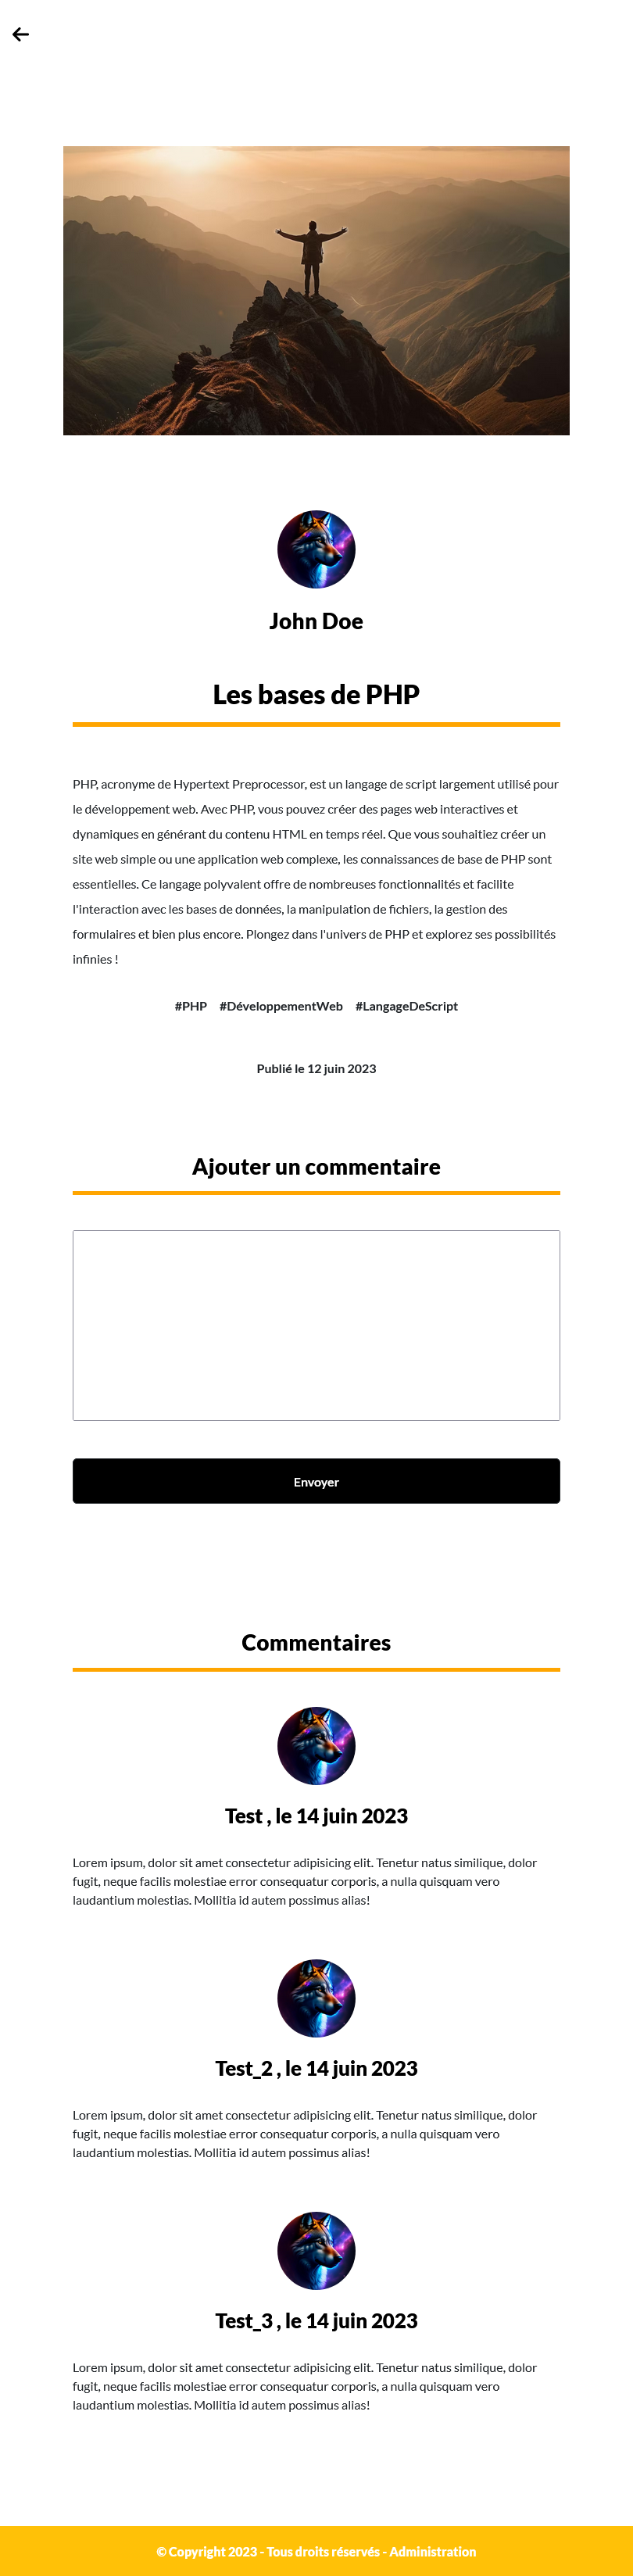 John Doe
Les bases de PHP
PHP, acronyme de Hypertext Preprocessor, est un langage de script largement utilisé pour
le développement web. Avec PHP, vous pouvez créer des pages web interactives et
dynamiques en générant du contenu HTML en temps réel. Que vous souhaitiez créer un
site web simple ou une application web complexe, les connaissances de base de PHP sont
essentielles. Ce langage polyvalent offre de nombreuses fonctionnalités et facilite
l'interaction avec les bases de données, la manipulation de fichiers, la gestion des
formulaires et bien plus encore. Plongez dans l'univers de PHP et explorez ses possibilités
infinies !
#PHP #DéveloppementWeb #LangageDeScript
Publié le 12 juin 2023
Ajouter un commentaire
Envoyer
Commentaires
Test , le 14 juin 2023
Lorem ipsum, dolor sit amet consectetur adipisicing elit. Tenetur natus similique, dolor
fugit, neque facilis molestiae error consequatur corporis, a nulla quisquam vero
laudantium molestias. Mollitia id autem possimus alias!
Test_2 , le 14 juin 2023
Lorem ipsum, dolor sit amet consectetur adipisicing elit. Tenetur natus similique, dolor
fugit, neque facilis molestiae error consequatur corporis, a nulla quisquam vero
laudantium molestias. Mollitia id autem possimus alias!
Test_3 , le 14 juin 2023
Lorem ipsum, dolor sit amet consectetur adipisicing elit. Tenetur natus similique, dolor
fugit, neque facilis molestiae error consequatur corporis, a nulla quisquam vero
laudantium molestias. Mollitia id autem possimus alias!
© Copyright 2023 - Tous droits réservés - Administration